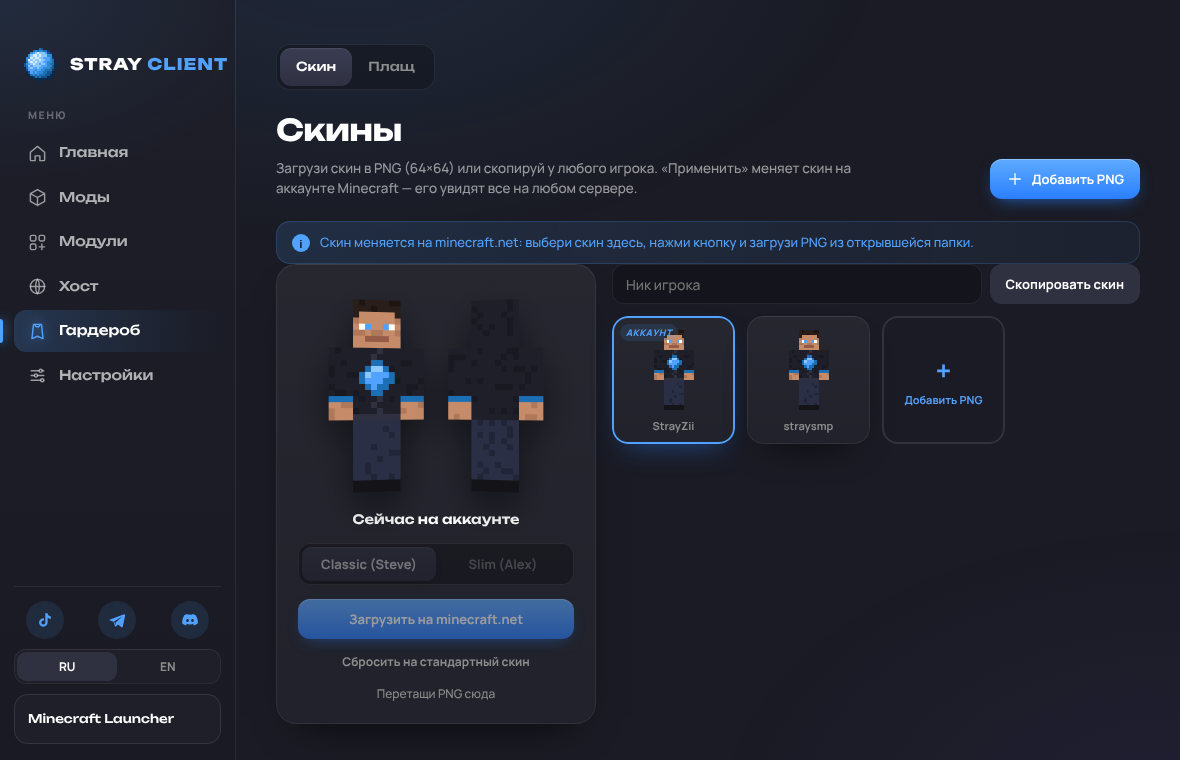 STRAY CLIENT
МЕНЮ
Главная
Моды
Модули
Хост
Гардероб
Настройки
RU
EN
Minecraft Launcher
Скин
Плащ
Скины
Загрузи скин в PNG (64×64) или скопируй у любого игрока. «Применить» меняет скин на
аккаунте Minecraft — его увидят все на любом сервере.
Добавить PNG
Скин меняется на minecraft.net: выбери скин здесь, нажми кнопку и загрузи PNG из открывшейся папки.
Сейчас на аккаунте
Classic (Steve)
Slim (Alex)
Загрузить на minecraft.net
Сбросить на стандартный скин
Перетащи PNG сюда
Ник игрока
Скопировать скин
АККАУНТ
StrayZii
straysmp
Добавить PNG